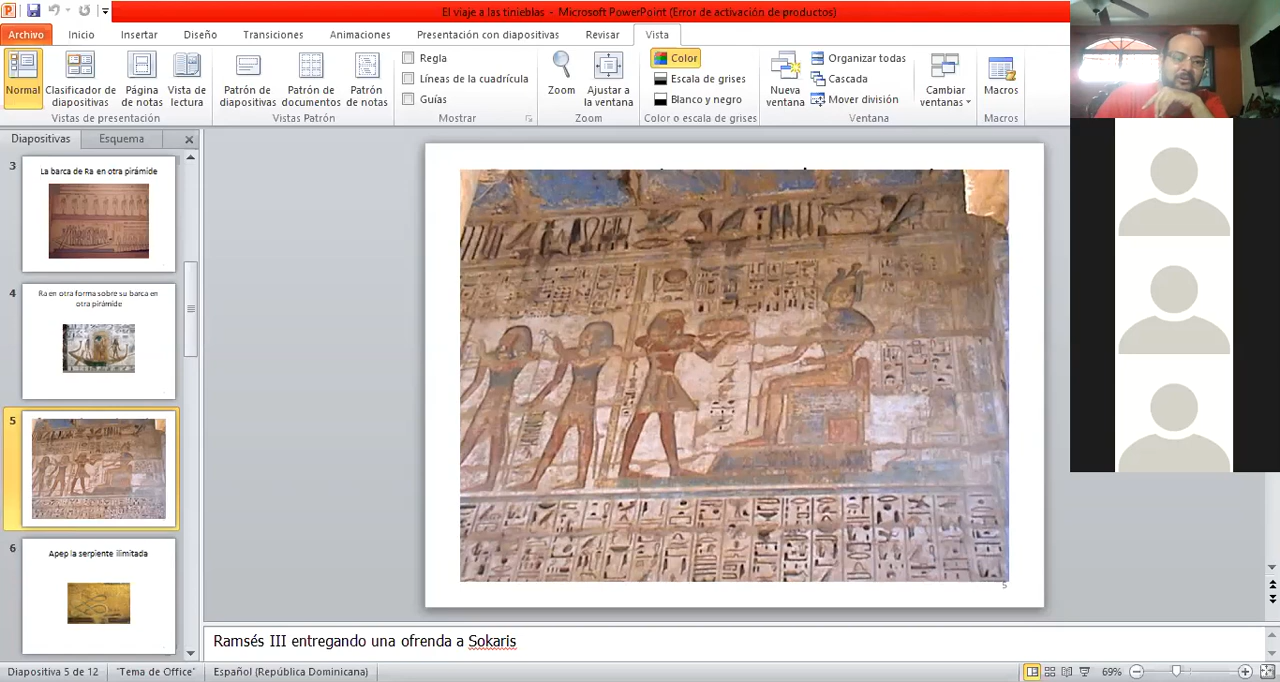 El viaje a las tinieblas - Microsoft PowerPoint (Error de activación de productos)
Archivo Inicio Insertar Diseño Transiciones Animaciones Presentación con diapositivas Revisar Vista
Normal
Clasificador de diapositivas
Página de notas
Vista de lectura
Vistas de presentación
Patrón de diapositivas
Patrón de documentos
Patrón de notas
Vistas Patrón
Regla
Líneas de la cuadrícula
Guías
Mostrar
Zoom
Ajustar a la ventana
Zoom
Color
Escala de grises
Blanco y negro
Color o escala de grises
Nueva ventana
Organizar todas
Cascada
Mover división
Cambiar ventanas
Ventana
Macros
Macros
Diapositivas Esquema
3
La barca de Ra en otra pirámide
4
Ra en otra forma sobre su barca en
otra pirámide
5
6
Apep la serpiente ilimitada
5
Ramsés III entregando una ofrenda a Sokaris
Diapositiva 5 de 12 "Tema de Office" Español (República Dominicana) 69%